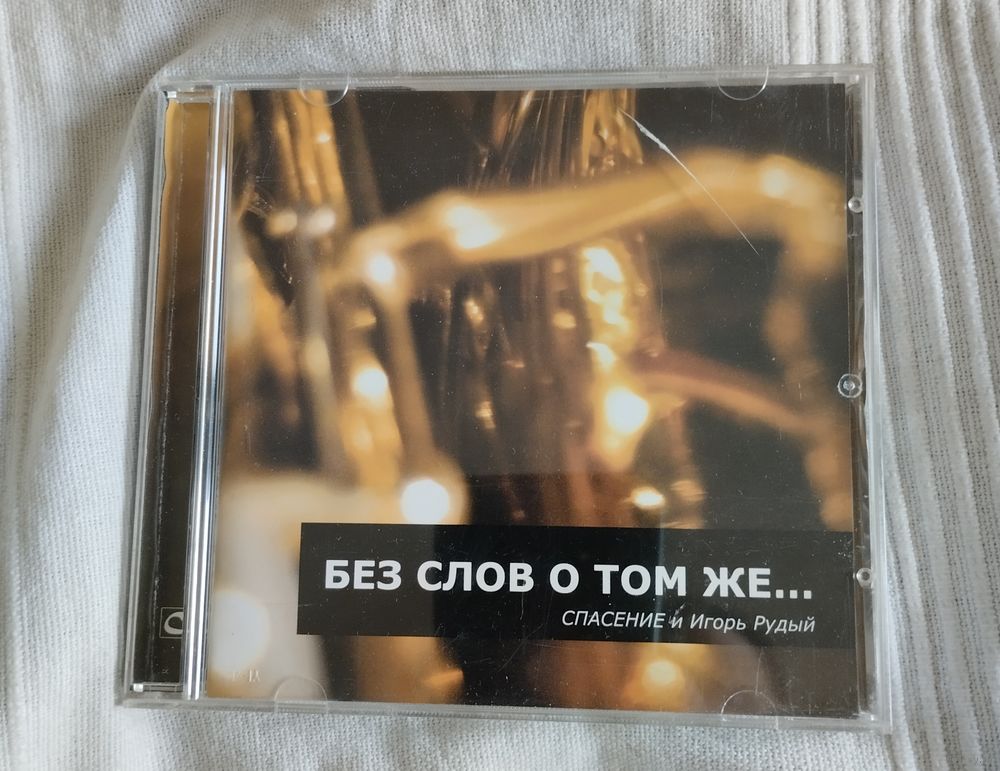 БЕЗ СЛОВ О ТОМ ЖЕ...
СПАСЕНИЕ и Игорь Рудый